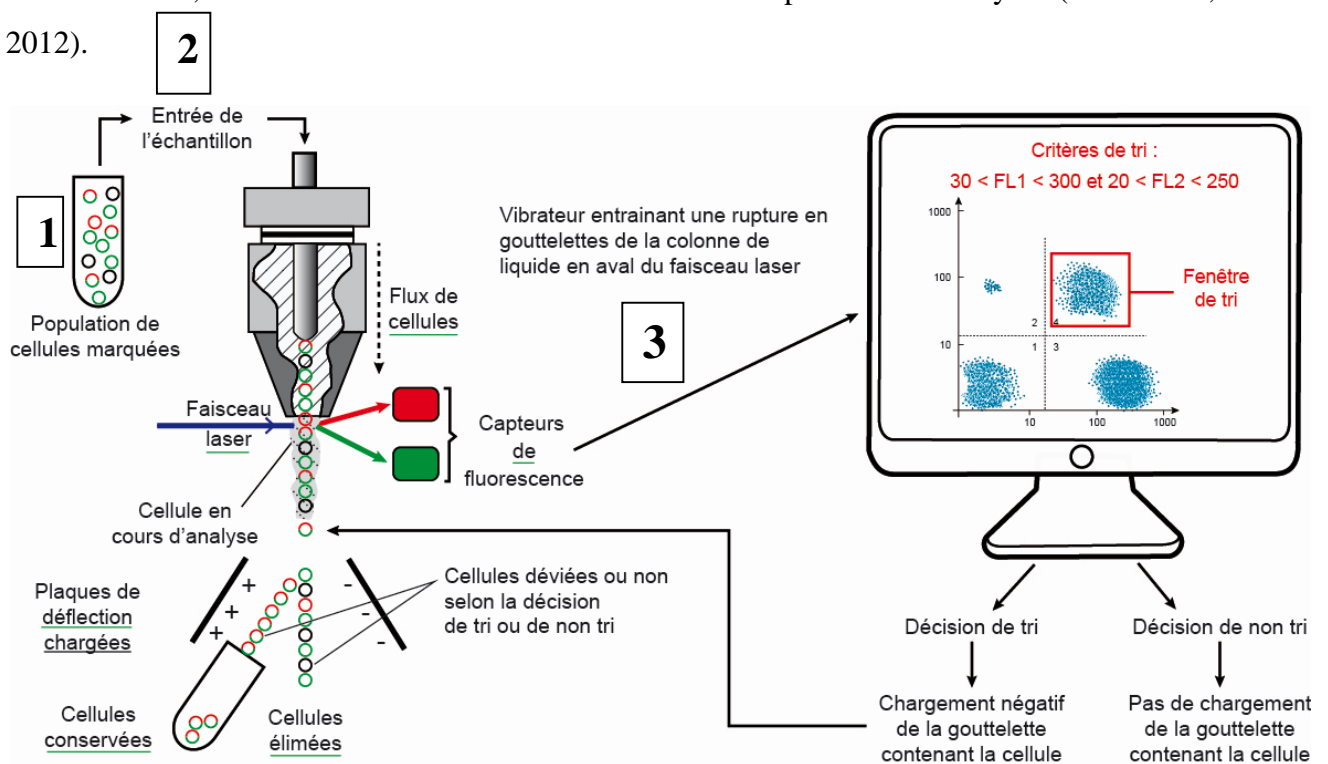 2012).
2
Entrée de
l'échantillon
1
Population de
cellules marquées
Flux de
cellules
Vibrateur entrainant une rupture en
gouttelettes de la colonne de
liquide en aval du faisceau laser
3
Faisceau
laser
Capteurs
de
fluorescence
Cellule en
cours d'analyse
Plaques de
déflection
chargées
+
+
+
-
-
-
Cellules déviées ou non
selon la décision
de tri ou de non tri
Cellules
conservées
Cellules
élimées
Critères de tri :
30 < FL1 < 300 et 20 < FL2 < 250
1000
100
10
2
4
1
3
10
100
1000
Fenêtre
de tri
Décision de tri
Décision de non tri
Chargement négatif
de la gouttelette
contenant la cellule
Pas de chargement
de la gouttelette
contenant la cellule